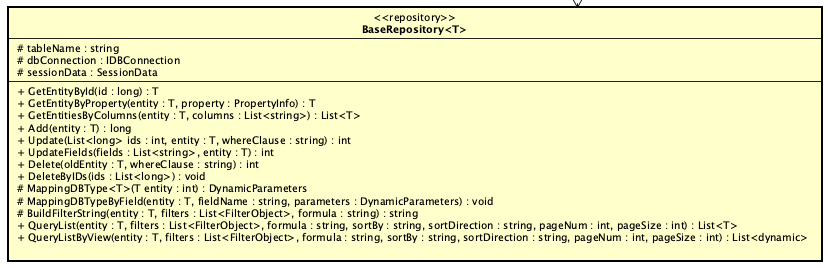 <<repository>>
BaseRepository<T>
# tableName : string
# dbConnection : IDBConnection
# sessionData : SessionData
+ GetEntityById(id : long) : T
+ GetEntityByProperty(entity : T, property : PropertyInfo) : T
+ GetEntitiesByColumns(entity : T, columns : List<string>) : List<T>
+ Add(entity : T) : long
+ Update(List<long> ids : int, entity : T, whereClause : string) : int
+ UpdateFields(fields : List<string>, entity : T) : int
+ Delete(oldEntity : T, whereClause : string) : int
+ DeleteByIDs(ids : List<long>) : void
# MappingDBType<T>(T entity : int) : DynamicParameters
# MappingDBTypeByField(entity : T, fieldName : string, parameters : DynamicParameters) : void
# BuildFilterString(entity : T, filters : List<FilterObject>, formula : string) : string
+ QueryList(entity : T, filters : List<FilterObject>, formula : string, sortBy : string, sortDirection : string, pageNum : int, pageSize : int) : List<T>
+ QueryListByView(entity : T, filters : List<FilterObject>, formula : string, sortBy : string, sortDirection : string, pageNum : int, pageSize : int) : List<dynamic>